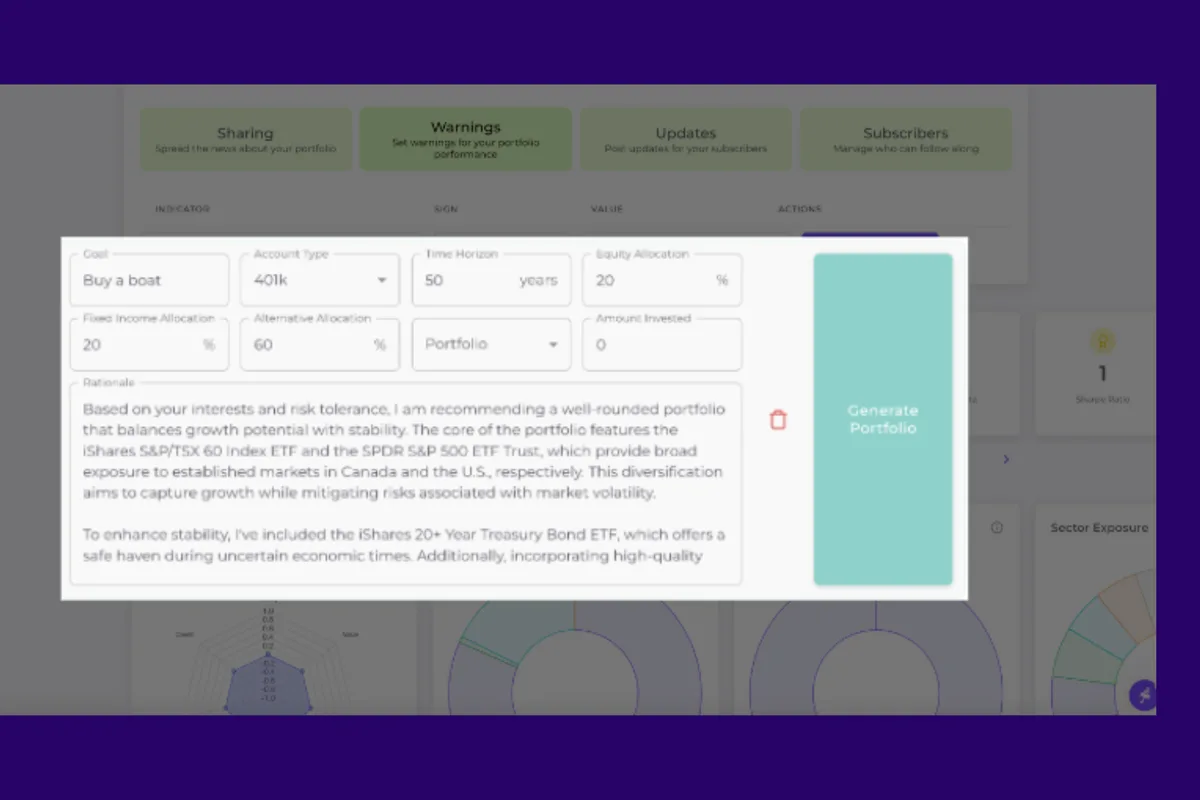 Sharing
Spread the news about your portfolio
Warnings
Set warnings for your portfolio
performance
Updates
Post updates for your subscribers
Subscribers
Manage who can follow along
INDICATOR
SIGN
VALUE
ACTIONS
Goal
Buy a boat
Account Type
401k
Time Horizon
50 years
Equity Allocation
20 %
Fixed Income Allocation
20 %
Alternative Allocation
60 %
Portfolio
Amount Invested
0
Rationale
Based on your interests and risk tolerance, I am recommending a well-rounded portfolio
that balances growth potential with stability. The core of the portfolio features the
iShares S&P/TSX 60 Index ETF and the SPDR S&P 500 ETF Trust, which provide broad
exposure to established markets in Canada and the U.S., respectively. This diversification
aims to capture growth while mitigating risks associated with market volatility.
To enhance stability, I've included the iShares 20+ Year Treasury Bond ETF, which offers a
safe haven during uncertain economic times. Additionally, incorporating high-quality
Generate
Portfolio
1
Sharpe Ratio
Sector Exposure
1.0
0.8
0.6
0.4
0.2
-0.2
-0.4
-0.6
-0.8
-1.0
Value